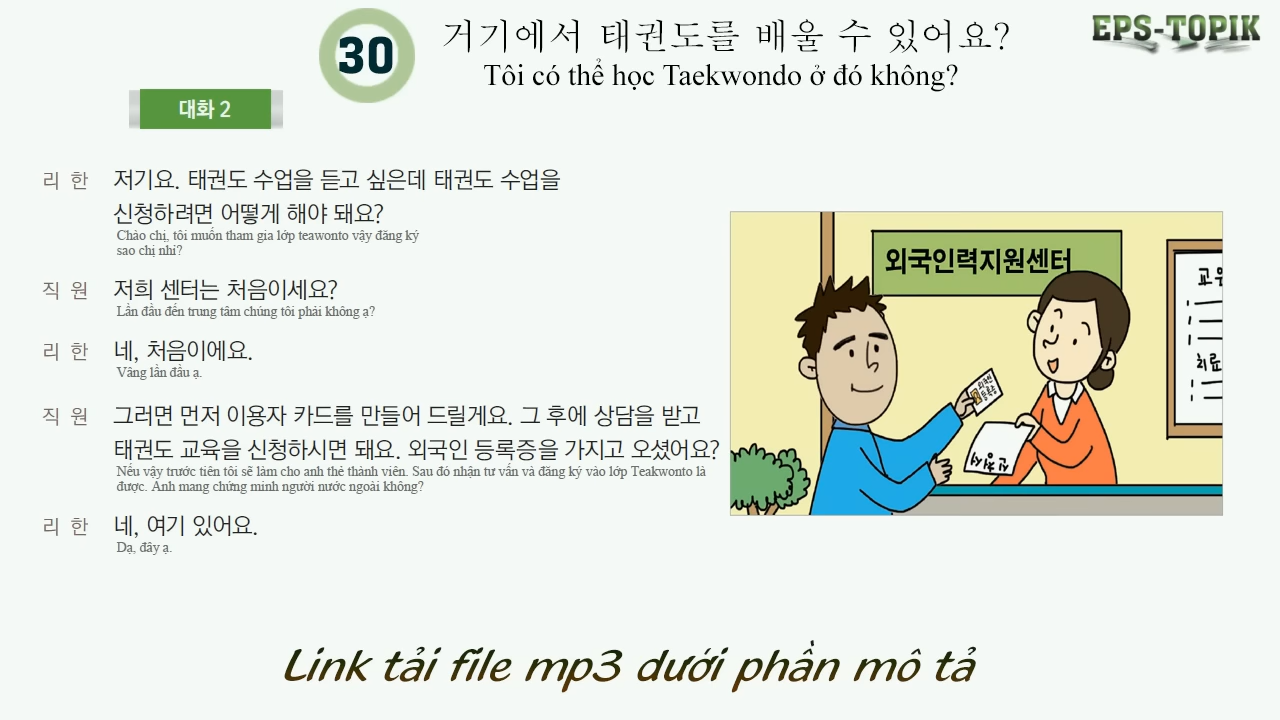 30
거기에서 태권도를 배울 수 있어요?
Tôi có thể học Taekwondo ở đó không?
EPS-TOPIK
대화 2
리 한 저기요. 태권도 수업을 듣고 싶은데 태권도 수업을
신청하려면 어떻게 해야 돼요?
Chào chị, tôi muốn tham gia lớp teawonto vậy đăng ký
sao chị nhỉ?
직 원 저희 센터는 처음이세요?
Lần đầu đến trung tâm chúng tôi phải không ạ?
리 한 네, 처음이에요.
Vâng lần đầu ạ.
직 원 그러면 먼저 이용자 카드를 만들어 드릴게요. 그 후에 상담을 받고
태권도 교육을 신청하시면 돼요. 외국인 등록증을 가지고 오셨어요?
Nếu vậy trước tiên tôi sẽ làm cho anh thẻ thành viên. Sau đó nhận tư vấn và đăng ký vào lớp Teakwonto là
được. Anh mang chứng minh người nước ngoài không?
리 한 네, 여기 있어요.
Dạ, đây ạ.
외국인력지원센터
외국인
등록증
치료
Link tải file mp3 dưới phần mô tả